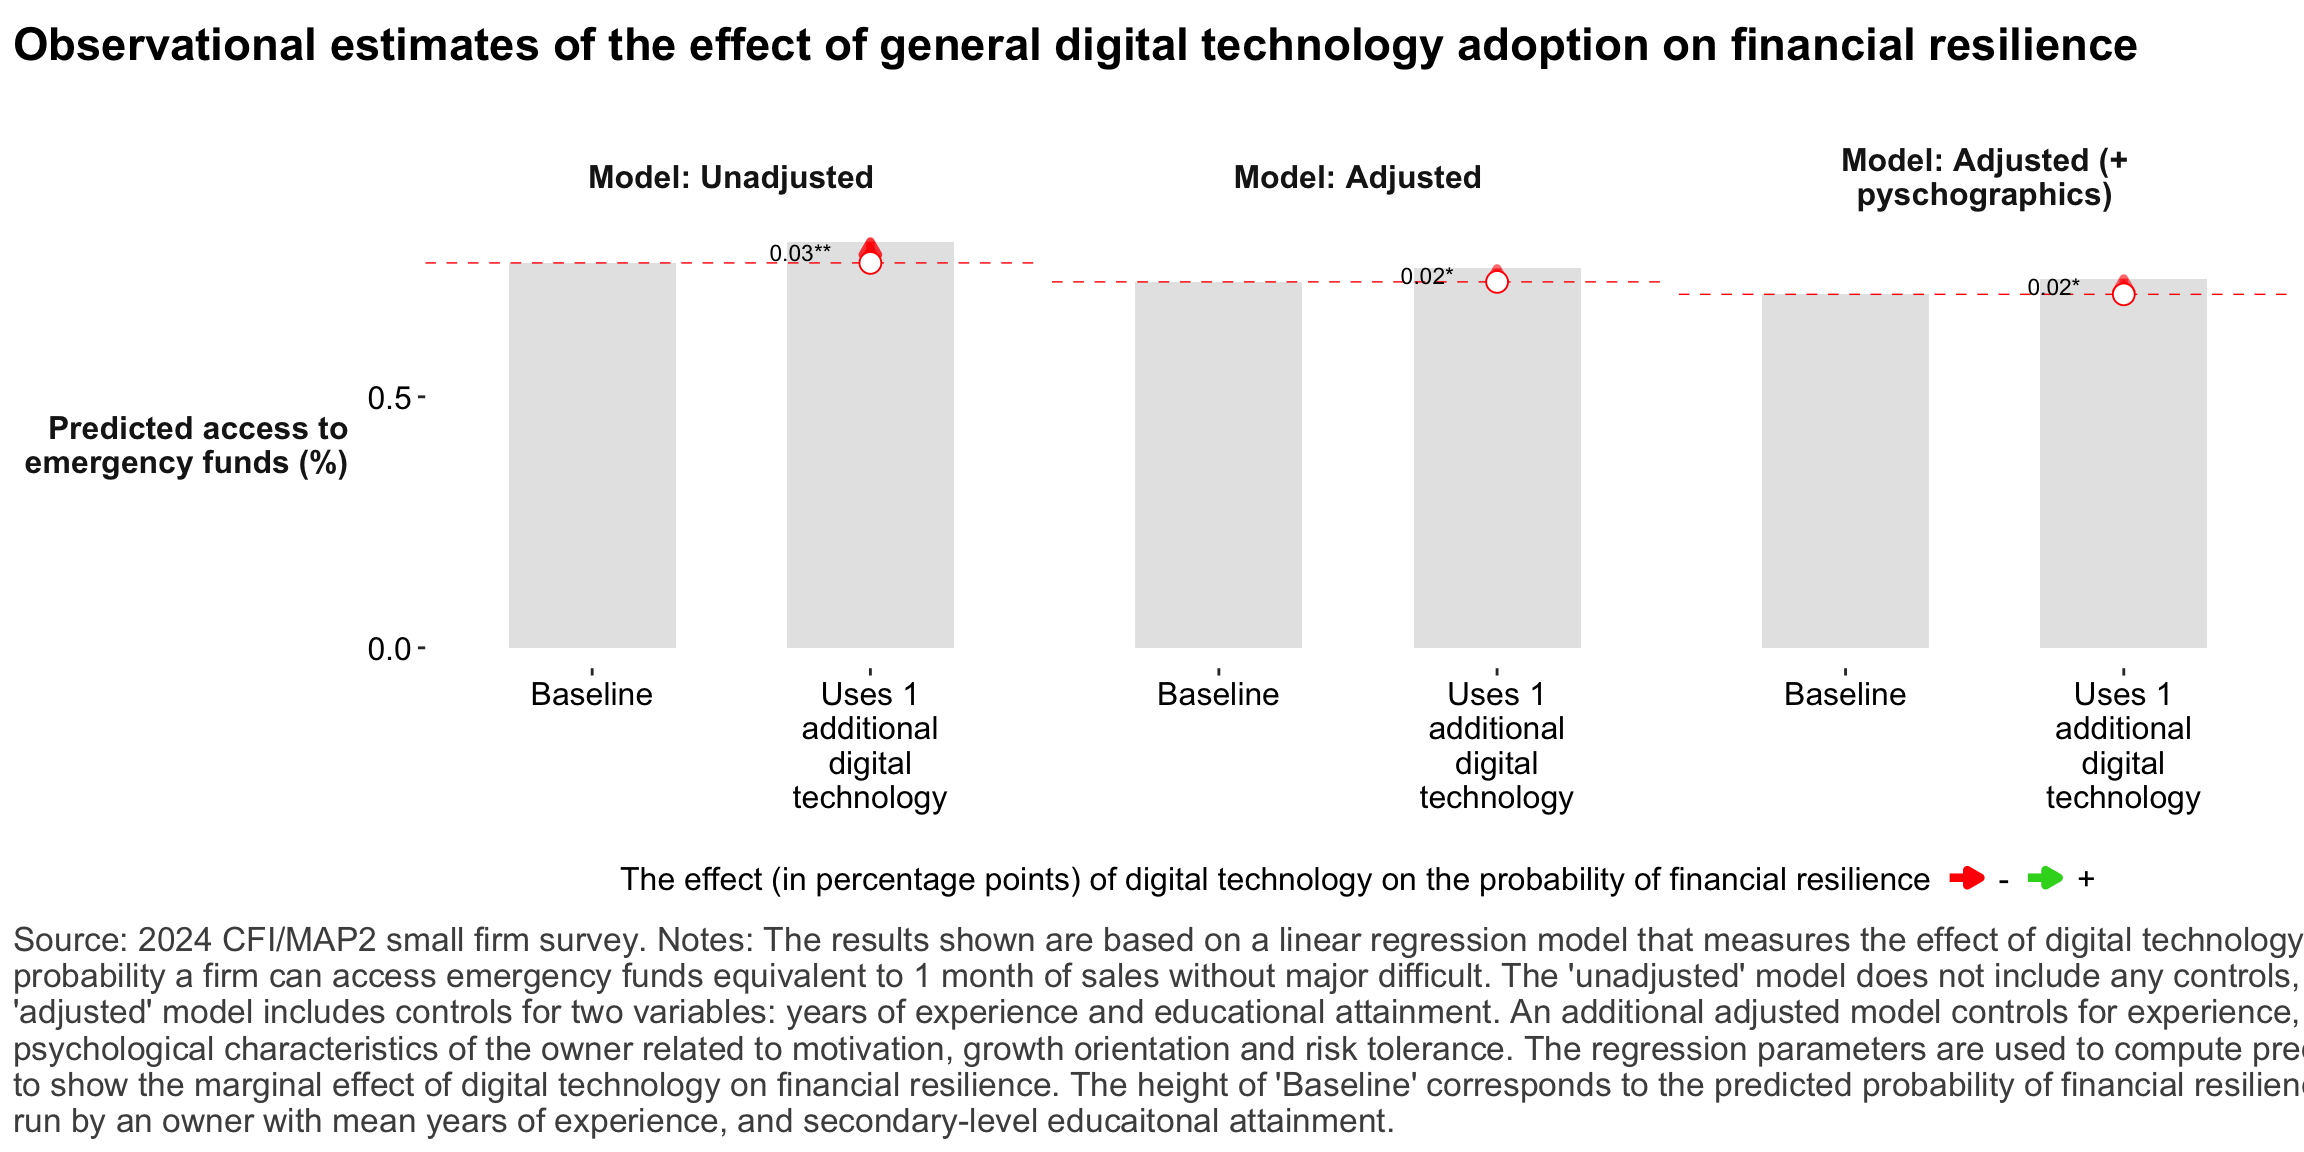 Observational estimates of the effect of general digital technology adoption on financial resilience
Model: Unadjusted
Model: Adjusted
Model: Adjusted (+
pyschographics)
0.03**
0.02*
0.02*
0.5
0.0
Predicted access to
emergency funds (%)
Baseline
Uses 1
additional
digital
technology
Baseline
Uses 1
additional
digital
technology
Baseline
Uses 1
additional
digital
technology
The effect (in percentage points) of digital technology on the probability of financial resilience - +
Source: 2024 CFI/MAP2 small firm survey. Notes: The results shown are based on a linear regression model that measures the effect of digital technology
probability a firm can access emergency funds equivalent to 1 month of sales without major difficult. The 'unadjusted' model does not include any controls,
'adjusted' model includes controls for two variables: years of experience and educational attainment. An additional adjusted model controls for experience,
psychological characteristics of the owner related to motivation, growth orientation and risk tolerance. The regression parameters are used to compute
to show the marginal effect of digital technology on financial resilience. The height of 'Baseline' corresponds to the predicted probability of financial
run by an owner with mean years of experience, and secondary-level educaitonal attainment.